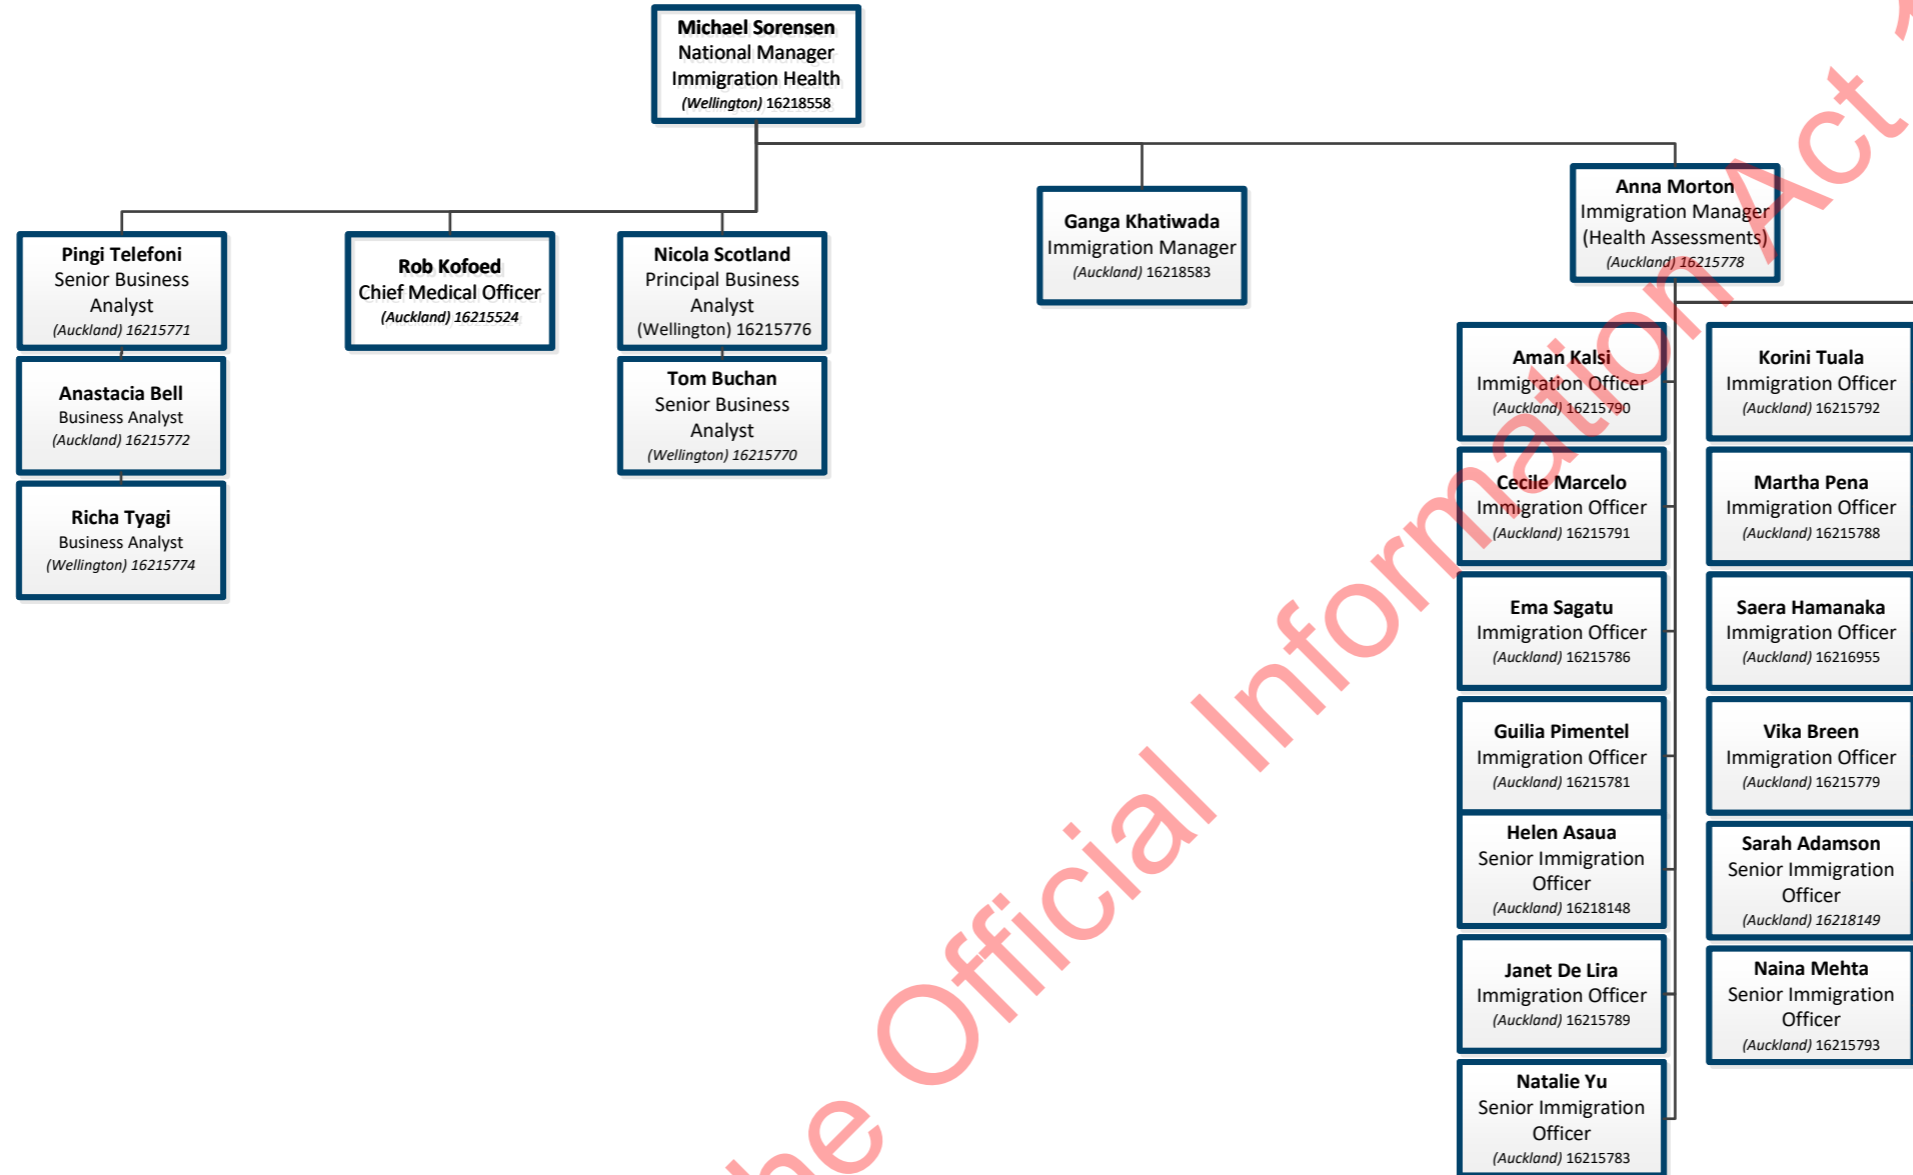 Michael Sorensen
National Manager
Immigration Health
(Wellington) 16218558
Pingi Telefoni
Senior Business
Analyst
(Auckland) 16215771
Rob Kofoed
Chief Medical Officer
(Auckland) 16215524
Nicola Scotland
Principal Business
Analyst
(Wellington) 16215776
Ganga Khatiwada
Immigration Manager
(Auckland) 16218583
Anna Morton
Immigration Manager
(Health Assessments)
(Auckland) 16215778
Anastacia Bell
Business Analyst
(Auckland) 16215772
Richa Tyagi
Business Analyst
(Wellington) 16215774
Tom Buchan
Senior Business
Analyst
(Wellington) 16215770
Aman Kalsi
Immigration Officer
(Auckland) 16215790
Cecile Marcelo
Immigration Officer
(Auckland) 16215791
Ema Sagatu
Immigration Officer
(Auckland) 16215786
Guilia Pimentel
Immigration Officer
(Auckland) 16215781
Helen Asaua
Senior Immigration
Officer
(Auckland) 16218148
Janet De Lira
Immigration Officer
(Auckland) 16215789
Natalie Yu
Senior Immigration
Officer
(Auckland) 16215783
Korini Tuala
Immigration Officer
(Auckland) 16215792
Martha Pena
Immigration Officer
(Auckland) 16215788
Saera Hamanaka
Immigration Officer
(Auckland) 16216955
Vika Breen
Immigration Officer
(Auckland) 16215779
Sarah Adamson
Senior Immigration
Officer
(Auckland) 16218149
Naina Mehta
Senior Immigration
Officer
(Auckland) 16215793
he Official Information Act